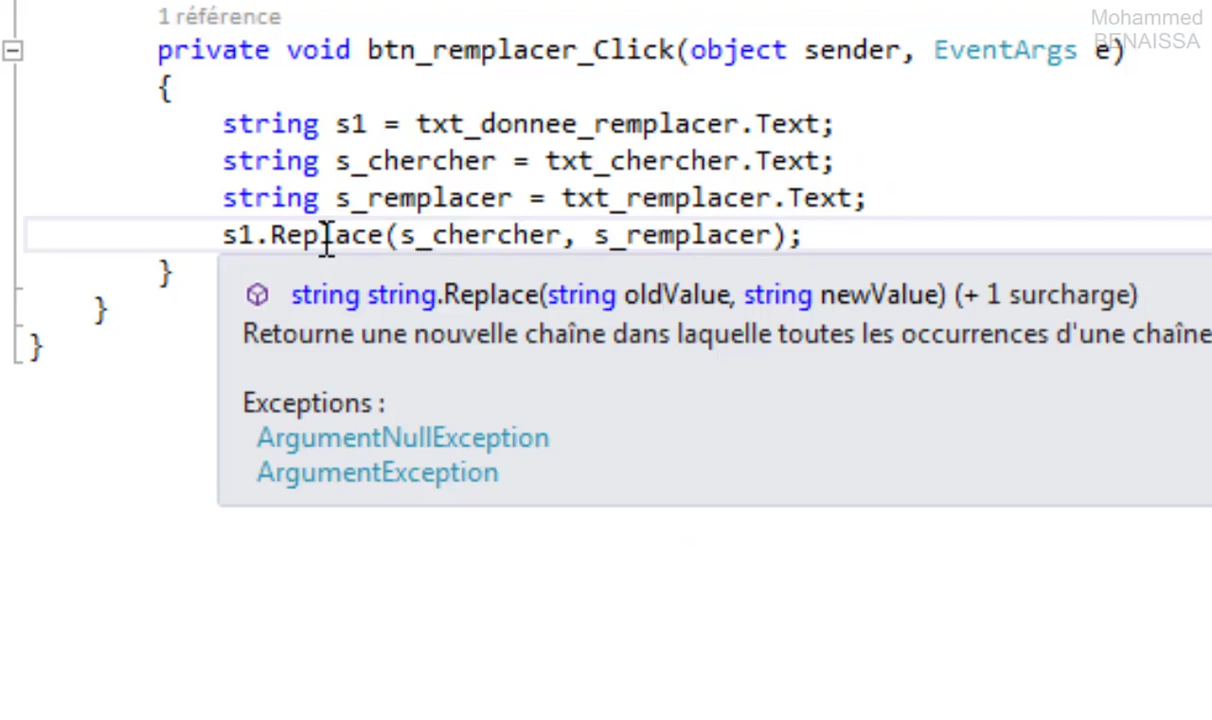 Mohammed
BENAISSA
1 référence
private void btn_remplacer_Click(object sender, EventArgs e)
{
string s1 = txt_donnee_remplacer.Text;
string s_chercher = txt_chercher.Text;
string s_remplacer = txt_remplacer.Text;
s1.Replace(s_chercher, s_remplacer);
}
string string.Replace(string oldValue, string newValue) (+ 1 surcharge)
Retourne une nouvelle chaîne dans laquelle toutes les occurrences d'une chaîne
Exceptions :
ArgumentNullException
ArgumentException
}
}